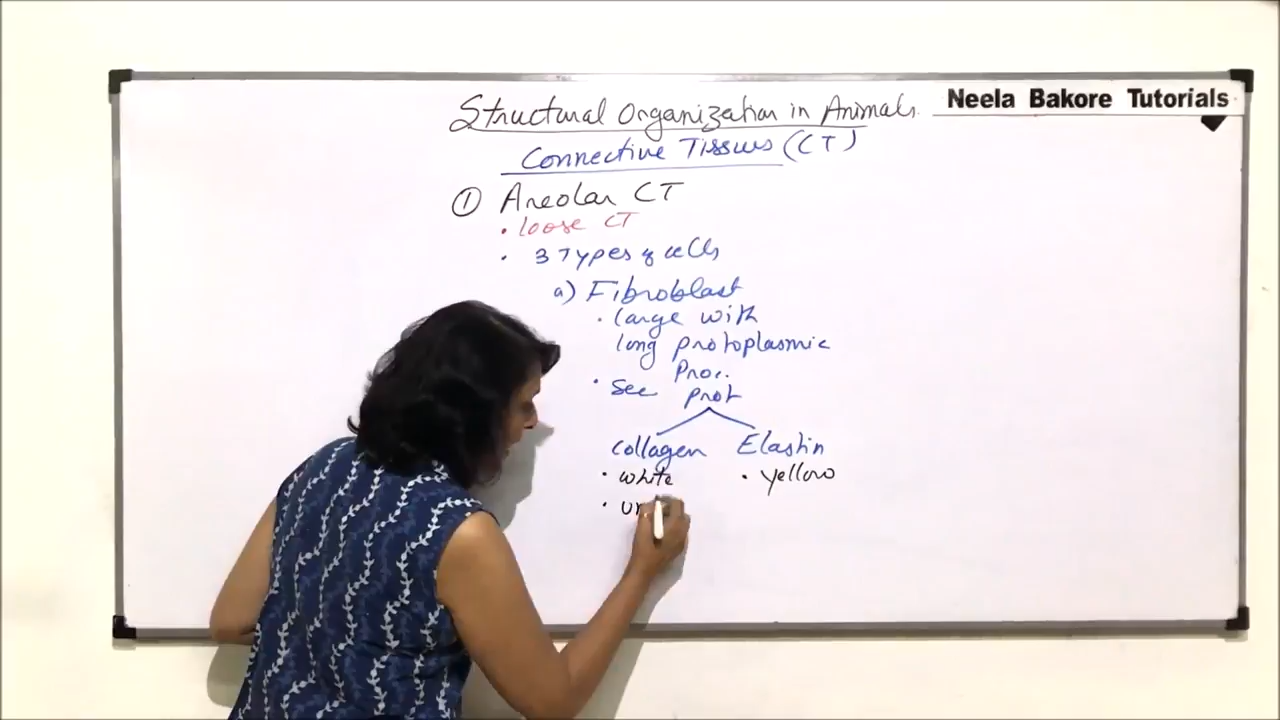 Neela Bakore Tutorials
Structural Organization in Animals.
Connective Tissues (CT)
① Areolar CT
• loose CT
• 3 Types of cells
a) Fibroblast
• large with
long protoplasmic
Proc.
• Sec prot
Collagen Elastin
• white • yellow
•